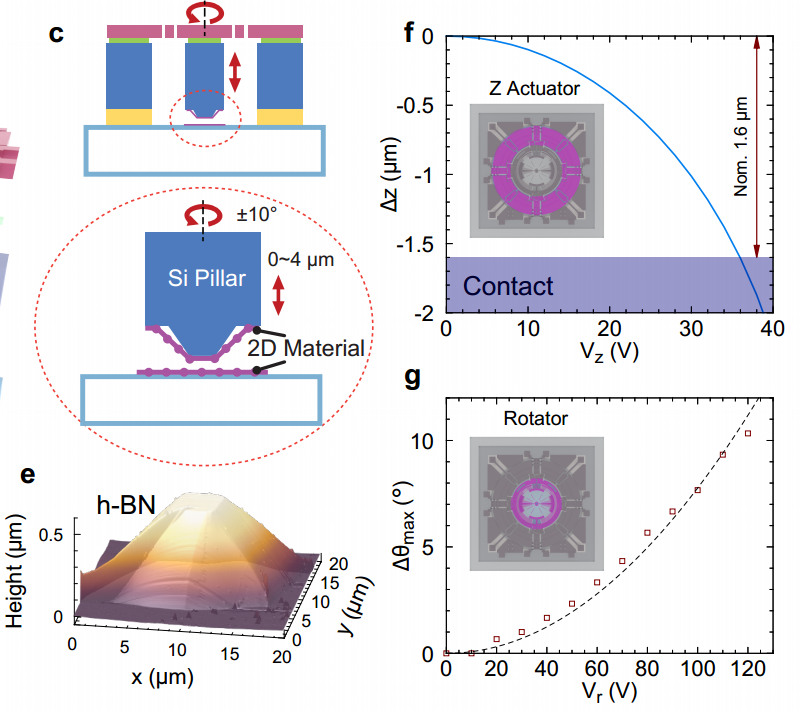 c
±10°
Si Pillar
0~4 µm
2D Material
e
h-BN
Height (µm)
0.5
0
0
5
10
15
20
x (µm)
0
5
10
15
20
y (µm)
f
0
-0.5
-1
-1.5
-2
Δz (µm)
Z Actuator
Nom. 1.6 µm
Contact
0
10
20
30
40
Vz (V)
g
Rotator
10
5
0
Δθmax (°)
0
20
40
60
80
100
120
Vr (V)